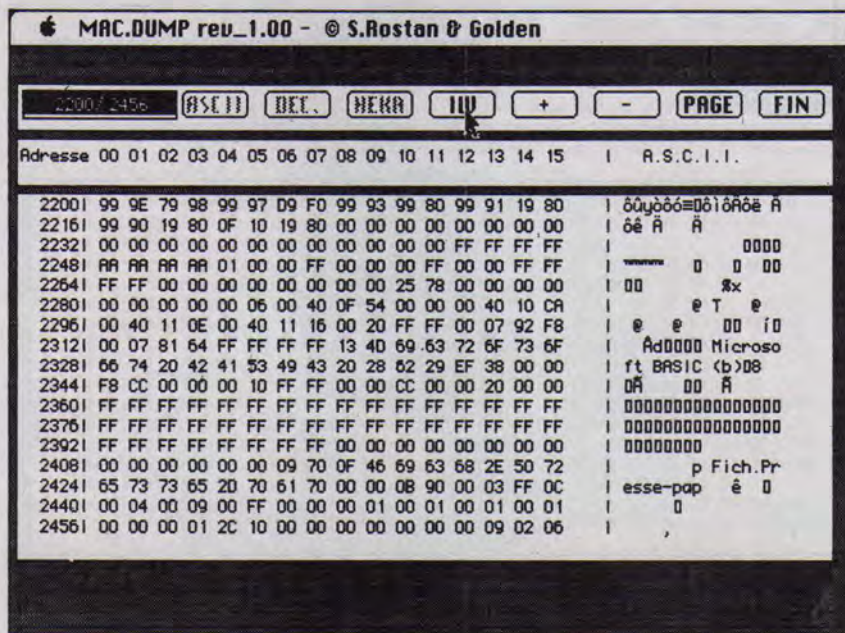 MAC.DUMP rev_1.00 - © S.Rostan & Golden
2200/2456 ASCII DEC. HEXA + - PAGE FIN
Adresse 00 01 02 03 04 05 06 07 08 09 10 11 12 13 14 15 | A.S.C.I.I.
2200| 99 9E 79 98 99 97 D9 F0 99 93 99 80 99 91 19 80 |
2216| 99 90 19 80 0F 10 19 80 00 00 00 00 00 00 00 00 | ôê Ä Ä
2232| 00 00 00 00 00 00 00 00 00 00 00 00 FF FF FF FF |
2248| AA AA AA AA 01 00 00 FF 00 00 00 FF 00 00 FF FF |
2264| FF FF 00 00 00 00 00 00 00 00 25 78 00 00 00 00 | %x
2280| 00 00 00 00 00 06 00 40 0F 54 00 00 00 40 10 CA | @ T @
2296| 00 40 11 0E 00 40 11 16 00 20 FF FF 00 07 92 F8 | @ @ í
2312| 00 07 81 64 FF FF FF FF 13 4D 69 63 72 6F 73 6F | Åd Microso
2328| 66 74 20 42 41 53 49 43 20 28 62 29 EF 38 00 00 | ft BASIC (b) 8
2344| F8 CC 00 00 00 10 FF FF 00 00 CC 00 00 20 00 00 | Ã Ã
2360| FF FF FF FF FF FF FF FF FF FF FF FF FF FF FF FF |
2376| FF FF FF FF FF FF FF FF FF FF FF FF FF FF FF FF |
2392| FF FF FF FF FF FF FF FF 00 00 00 00 00 00 00 00 |
2408| 00 00 00 00 00 00 09 70 0F 46 69 63 68 2E 50 72 | p Fich.Pr
2424| 65 73 73 65 2D 70 61 70 00 00 0B 90 00 03 FF 0C | esse-pap ê
2440| 00 04 00 09 00 FF 00 00 00 01 00 01 00 01 00 01 |
2456| 00 00 00 01 2C 10 00 00 00 00 00 00 00 09 02 06 | ,